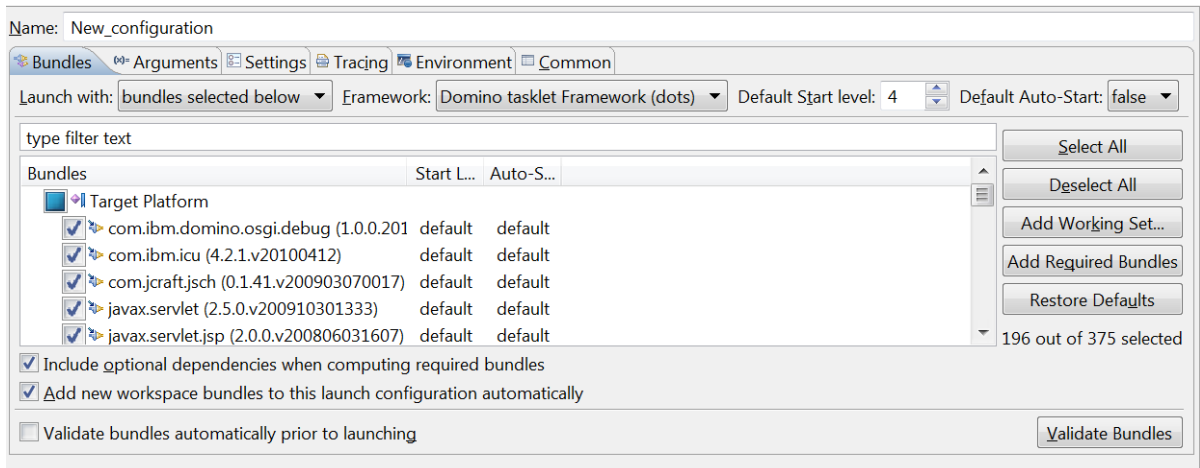 Name: New_configuration
Bundles Arguments Settings Tracing Environment Common
Launch with: bundles selected below Framework: Domino tasklet Framework (dots) Default Start level: 4 Default Auto-Start: false
type filter text
Select All
Bundles Start L... Auto-S...
Deselect All
Target Platform
com.ibm.domino.osgi.debug (1.0.0.201 default default
Add Working Set...
com.ibm.icu (4.2.1.v20100412) default default
Add Required Bundles
com.jcraft.jsch (0.1.41.v200903070017) default default
Restore Defaults
javax.servlet (2.5.0.v200910301333) default default
javax.servlet.jsp (2.0.0.v200806031607) default default
196 out of 375 selected
Include optional dependencies when computing required bundles
Add new workspace bundles to this launch configuration automatically
Validate bundles automatically prior to launching
Validate Bundles